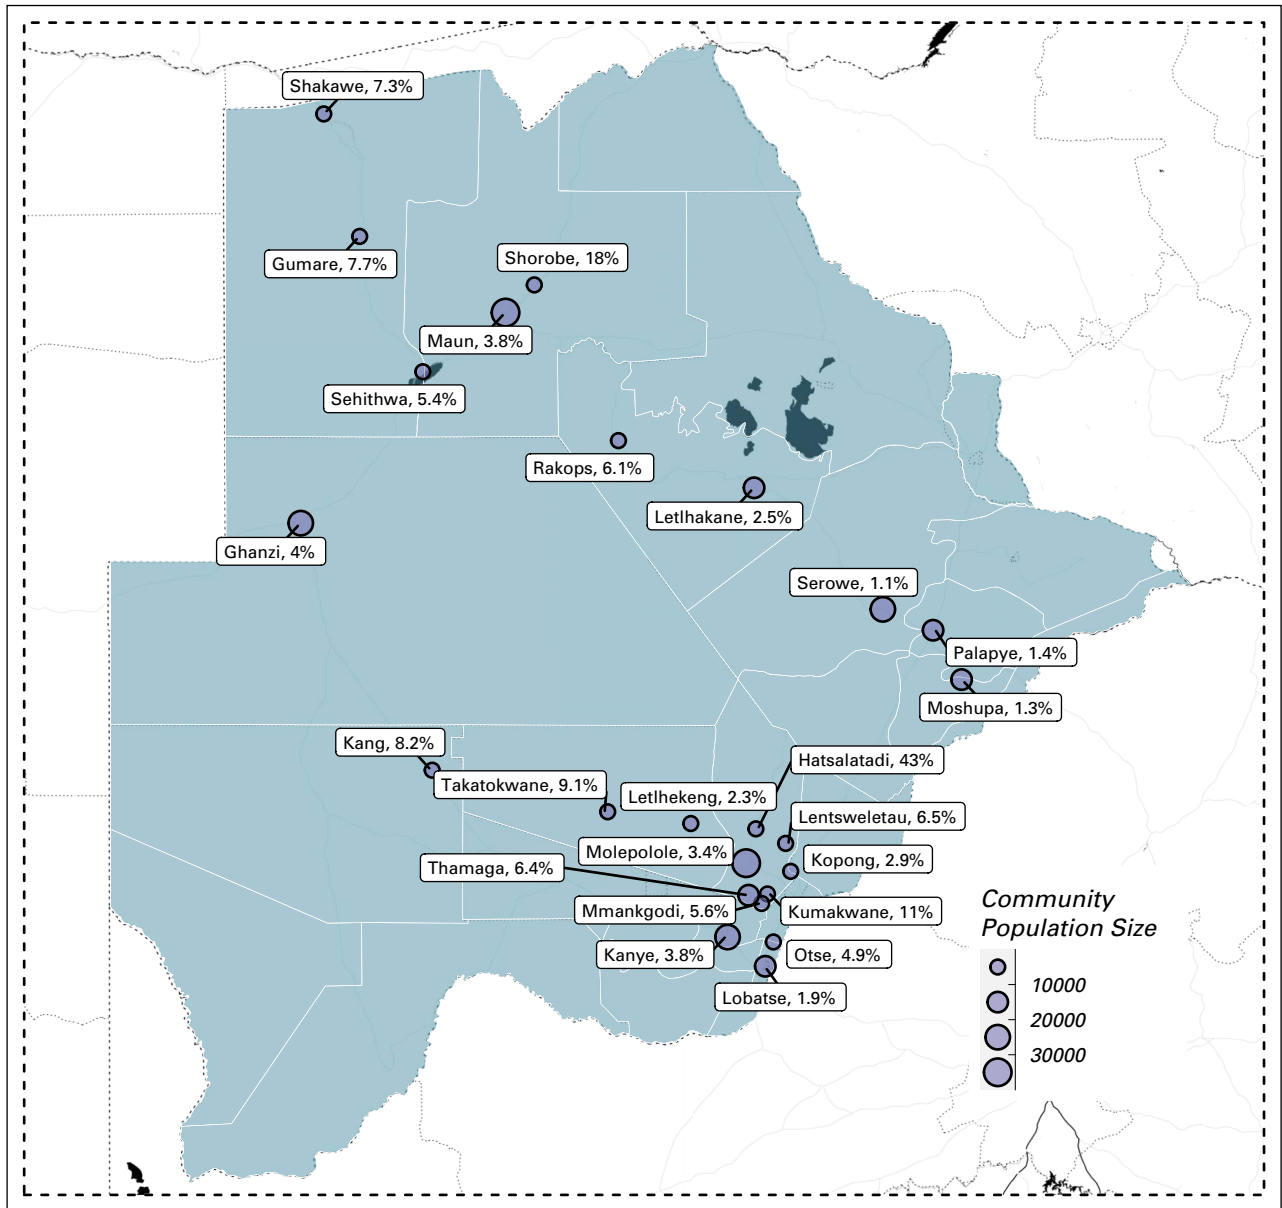 Shakawe, 7.3%
Gumare, 7.7%
Shorobe, 18%
Maun, 3.8%
Sehithwa, 5.4%
Rakops, 6.1%
Letlhakane, 2.5%
Ghanzi, 4%
Serowe, 1.1%
Palapye, 1.4%
Moshupa, 1.3%
Kang, 8.2%
Hatsalatadi, 43%
Takatokwane, 9.1%
Letlhekeng, 2.3%
Lentsweletau, 6.5%
Molepolole, 3.4%
Kopong, 2.9%
Thamaga, 6.4%
Mmankgodi, 5.6%
Kumakwane, 11%
Kanye, 3.8%
Otse, 4.9%
Lobatse, 1.9%
Community
Population Size
10000
20000
30000